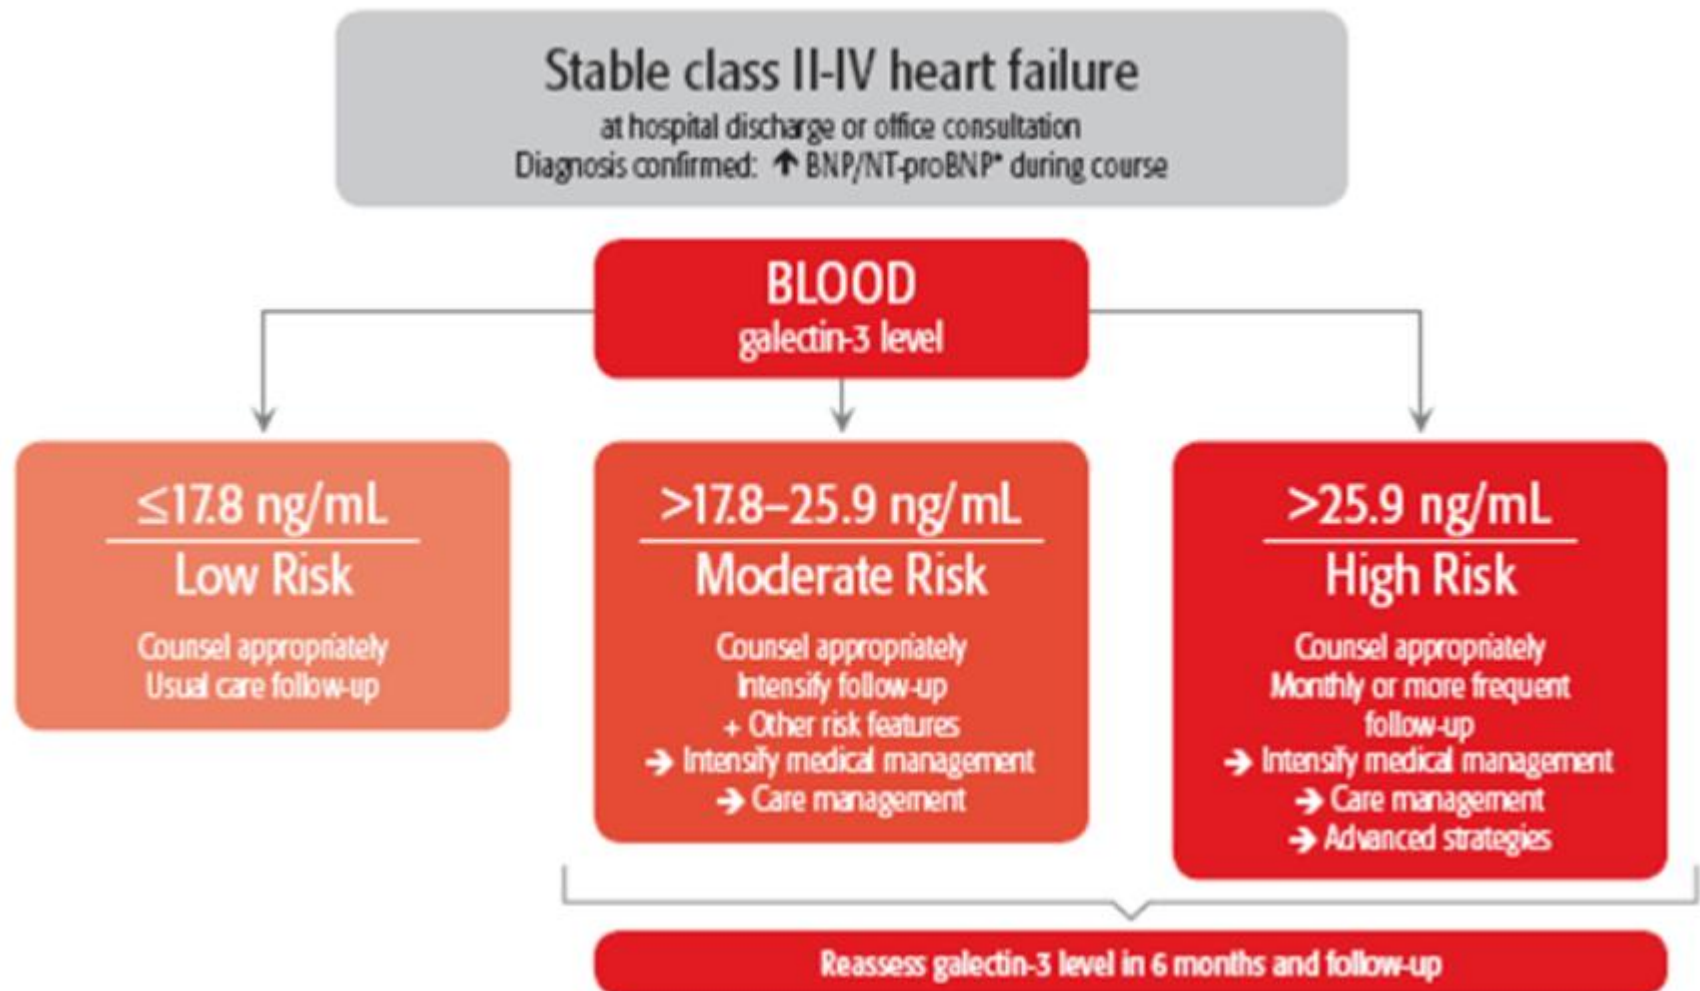 Stable class II-IV heart failure
at hospital discharge or office consultation
Diagnosis confirmed: ↑ BNP/NT-proBNP* during course
BLOOD
galectin-3 level
≤17.8 ng/mL
Low Risk
Counsel appropriately
Usual care follow-up
>17.8–25.9 ng/mL
Moderate Risk
Counsel appropriately
Intensify follow-up
+ Other risk features
→ Intensify medical management
→ Care management
>25.9 ng/mL
High Risk
Counsel appropriately
Monthly or more frequent
follow-up
→ Intensify medical management
→ Care management
→ Advanced strategies
Reassess galectin-3 level in 6 months and follow-up